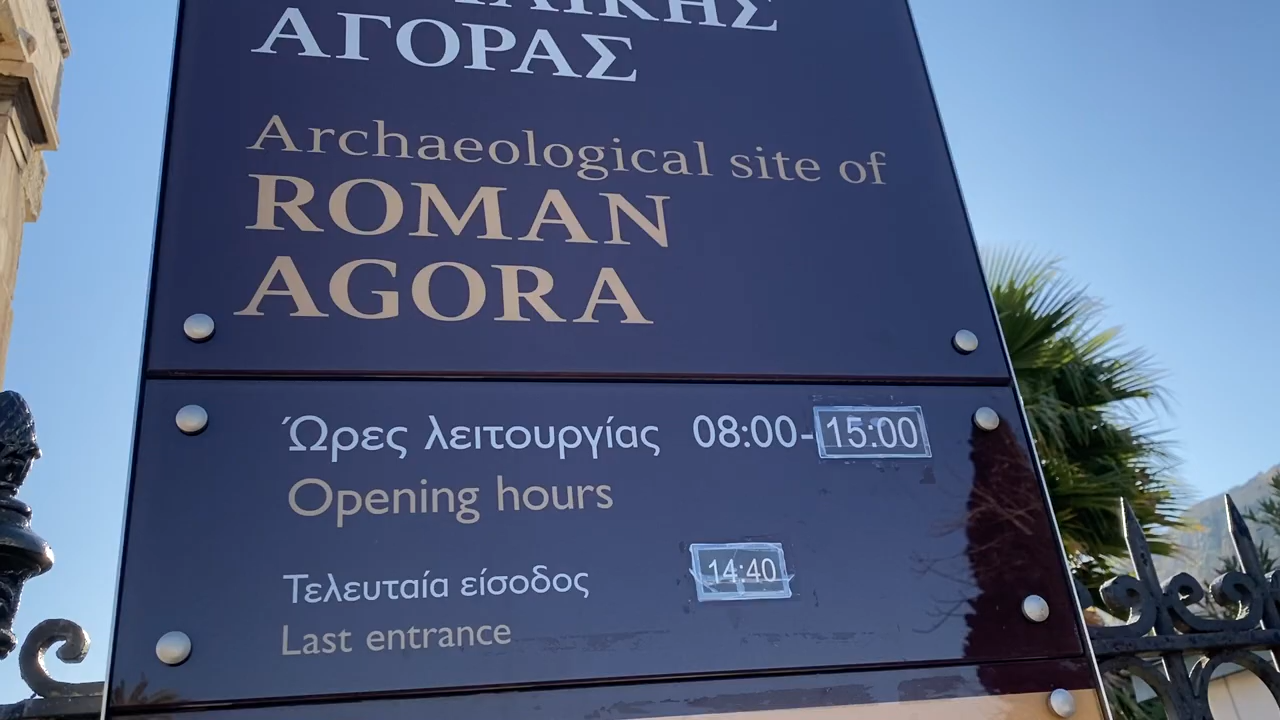 ΑΓΟΡΑΣ
Archaeological site of
ROMAN
AGORA
Ώρες λειτουργίας 08:00-15:00
Opening hours
Τελευταία είσοδος 14:40
Last entrance